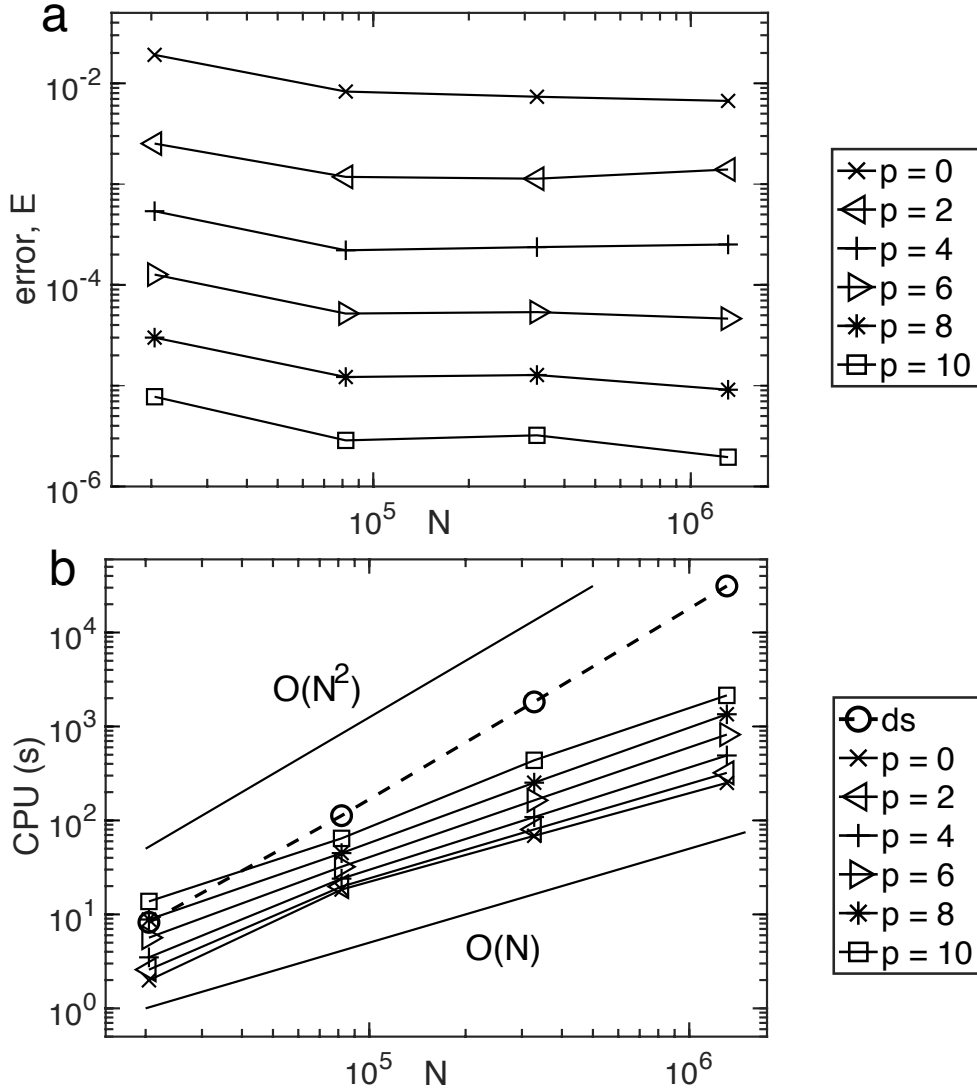 a
10^-2
10^-4
10^-6
error, E
10^5
N
10^6
p = 0
p = 2
p = 4
p = 6
p = 8
p = 10
b
10^4
10^3
10^2
10^1
10^0
CPU (s)
O(N^2)
O(N)
10^5
N
10^6
ds
p = 0
p = 2
p = 4
p = 6
p = 8
p = 10